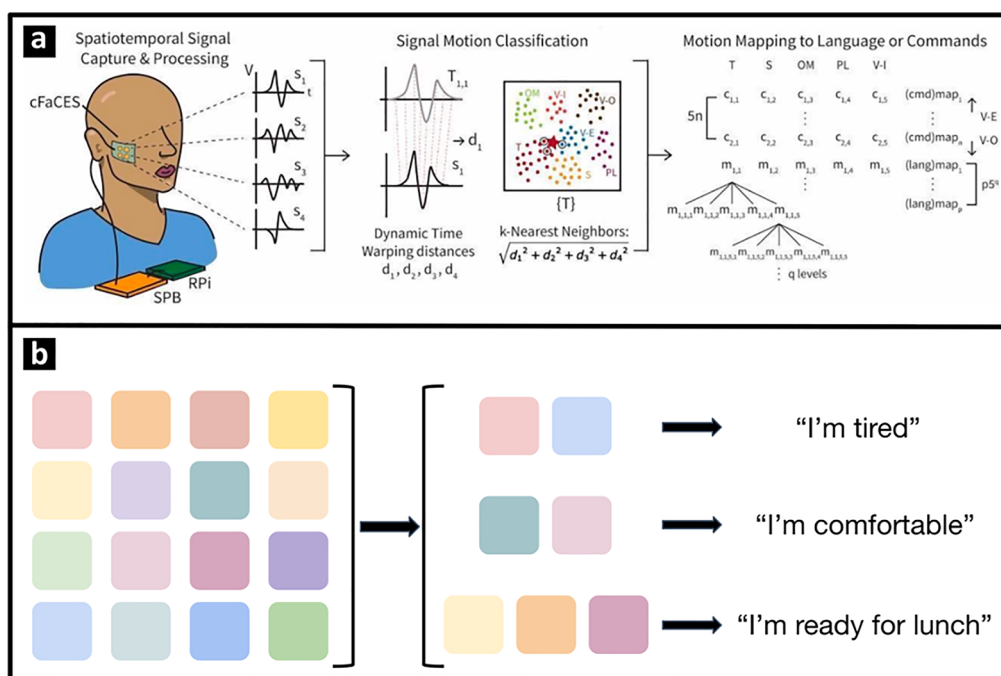 a
Spatiotemporal Signal
Capture & Processing
cFaCES
V
t
S1
S2
S3
S4
SPB
RPi
Signal Motion Classification
T1,1
d1
S1
Dynamic Time
Warping distances
d1, d2, d3, d4
OM
V-I
V-O
V-E
T
S
PL
{T}
k-Nearest Neighbors:
√d1² + d2² + d3² + d4²
Motion Mapping to Language or Commands
T S OM PL V-I
5n
C1,1 C1,2 C1,3 C1,4 C1,5 (cmd)map1
⋮ ⋮
V-E
C2,1 C2,2 C2,3 C2,4 C2,5 (cmd)mapn
V-O
m1,1 m1,2 m1,3 m1,4 m1,5 (lang)map1
⋮
p5q
(lang)mapp
m1,1,1 m1,1,2 m1,1,3 m1,1,4 m1,1,5
m1,1,5,1 m1,1,5,2 m1,1,5,3 m1,1,5,4 m1,1,5,5
⋮ q levels
b
“I’m tired”
“I’m comfortable”
“I’m ready for lunch”